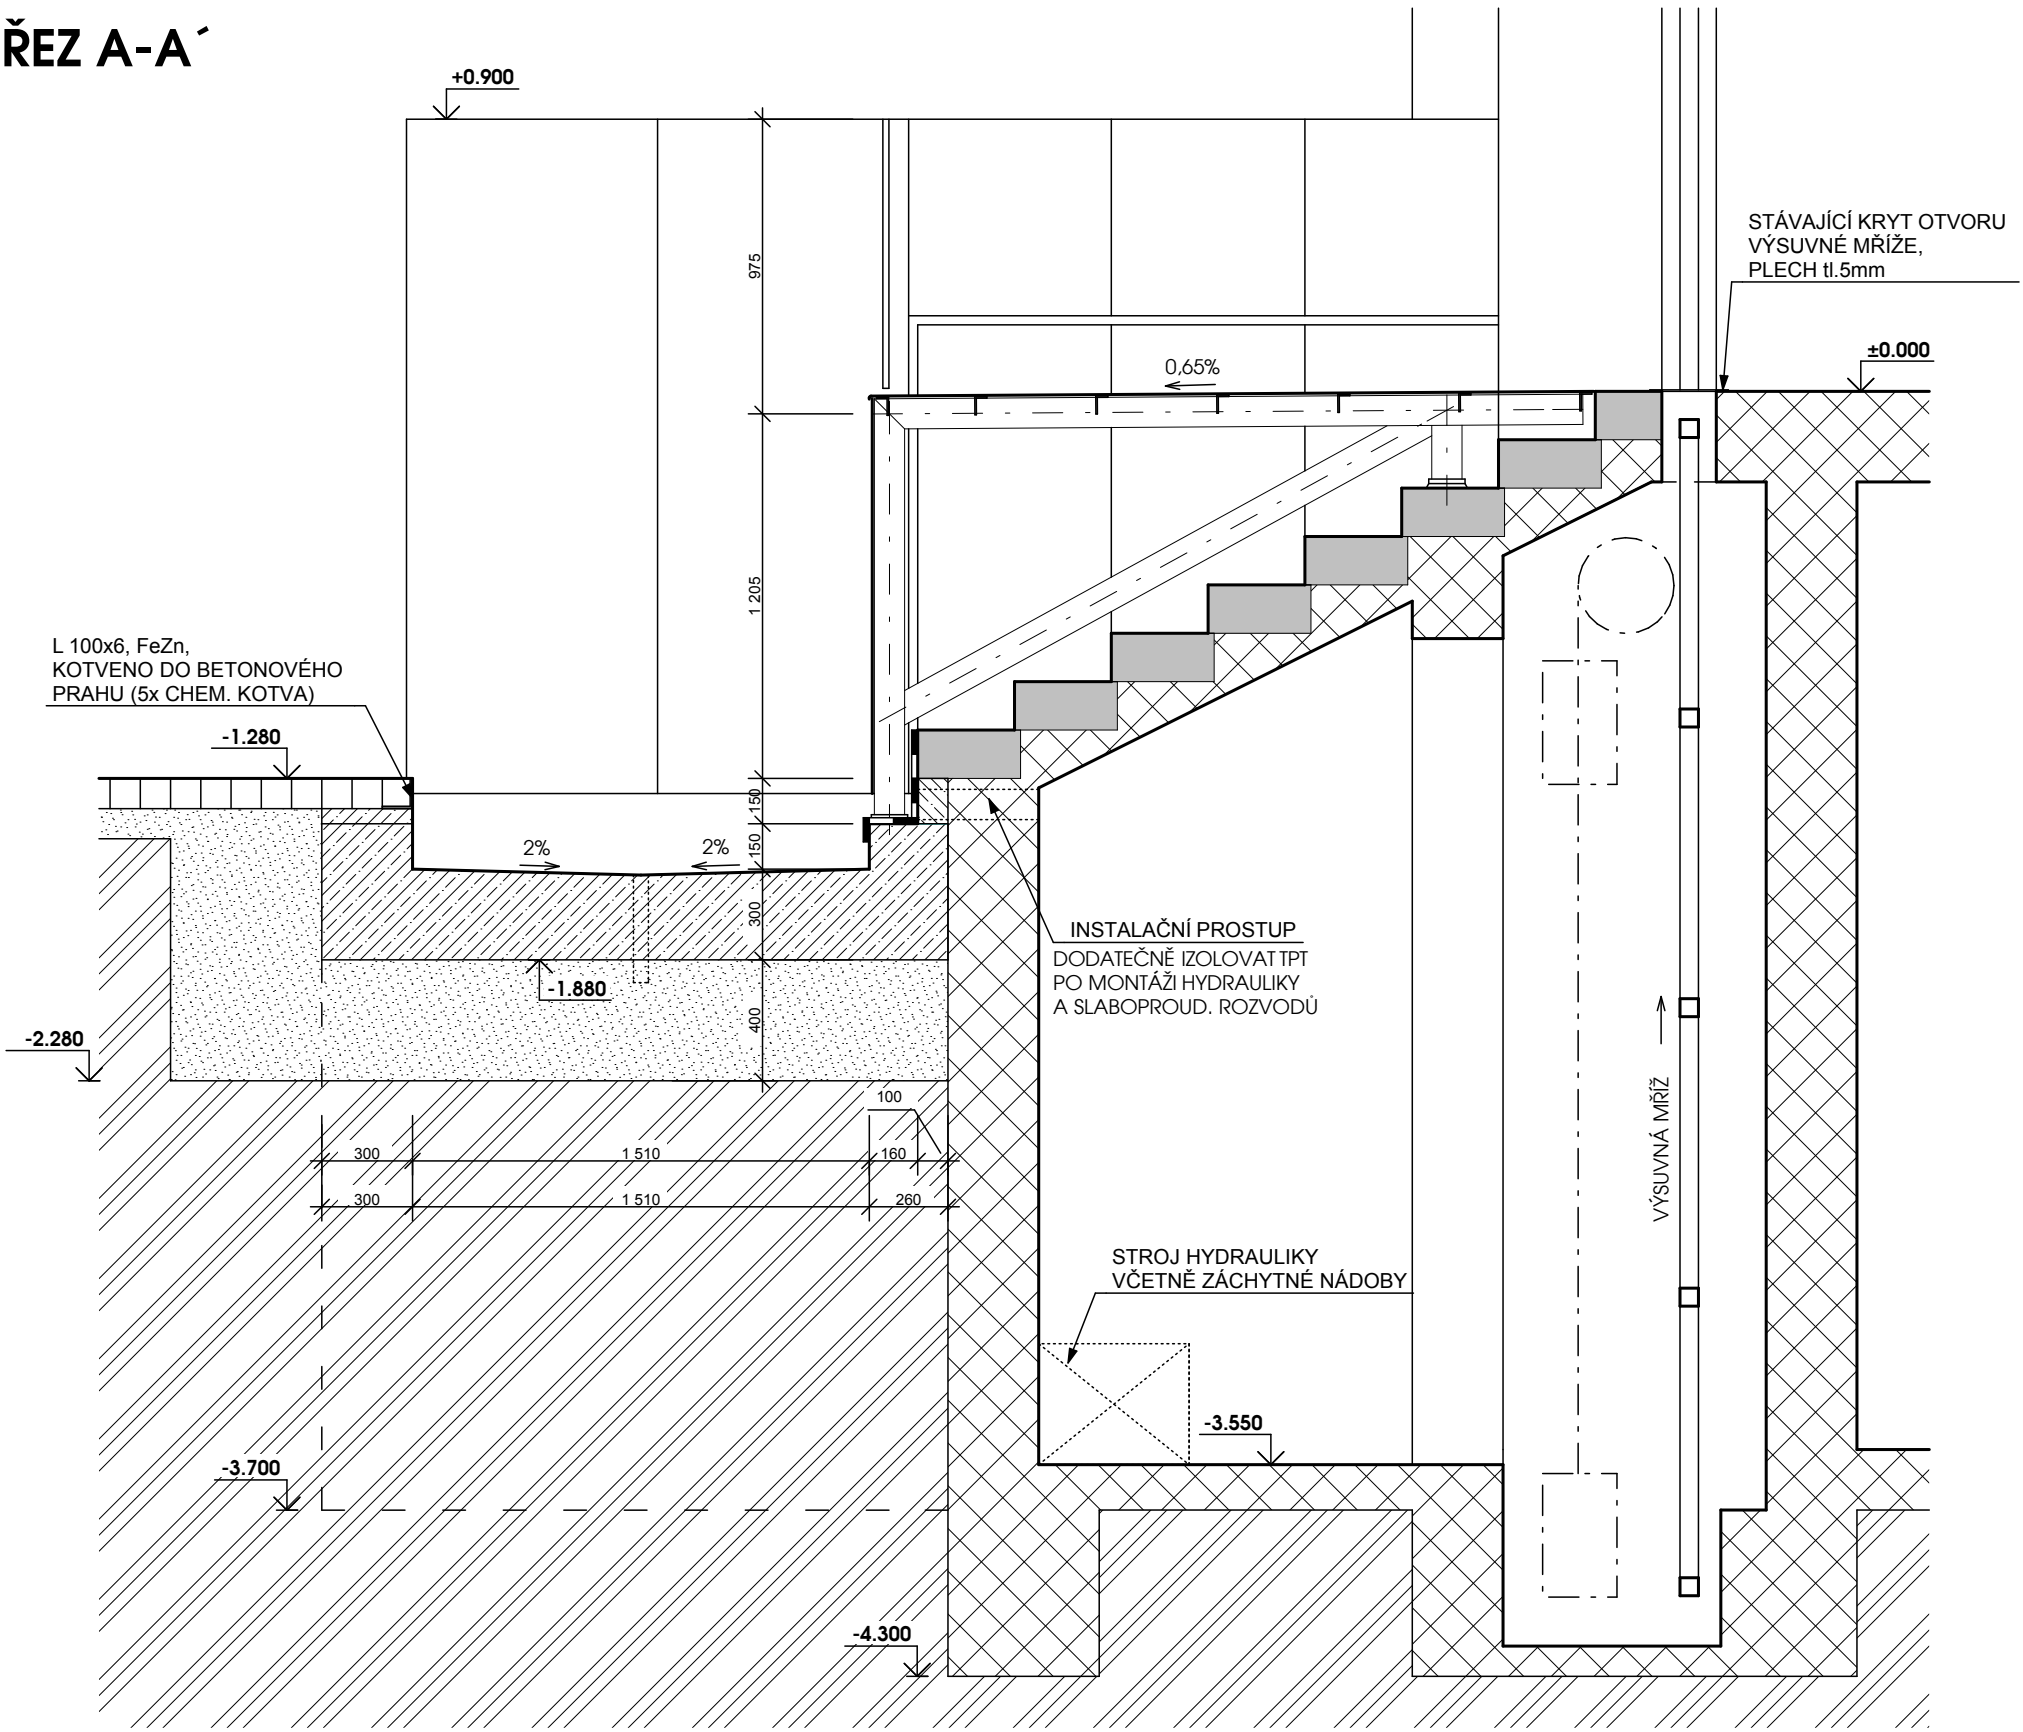 ŘEZ A-A´
+0.900
975
STÁVAJÍCÍ KRYT OTVORU
VÝSUVNÉ MŘÍŽE,
PLECH tl.5mm
±0.000
0,65%
1 205
L 100x6, FeZn,
KOTVENO DO BETONOVÉHO
PRAHU (5x CHEM. KOTVA)
-1.280
150
2%
2%
150
300
INSTALAČNÍ PROSTUP
DODATEČNĚ IZOLOVAT TPT
PO MONTÁŽI HYDRAULIKY
A SLABOPROUD. ROZVODŮ
-1.880
400
-2.280
100
300
1 510
160
300
1 510
260
VÝSUVNÁ MŘÍŽ
STROJ HYDRAULIKY
VČETNĚ ZÁCHYTNÉ NÁDOBY
-3.550
-3.700
-4.300